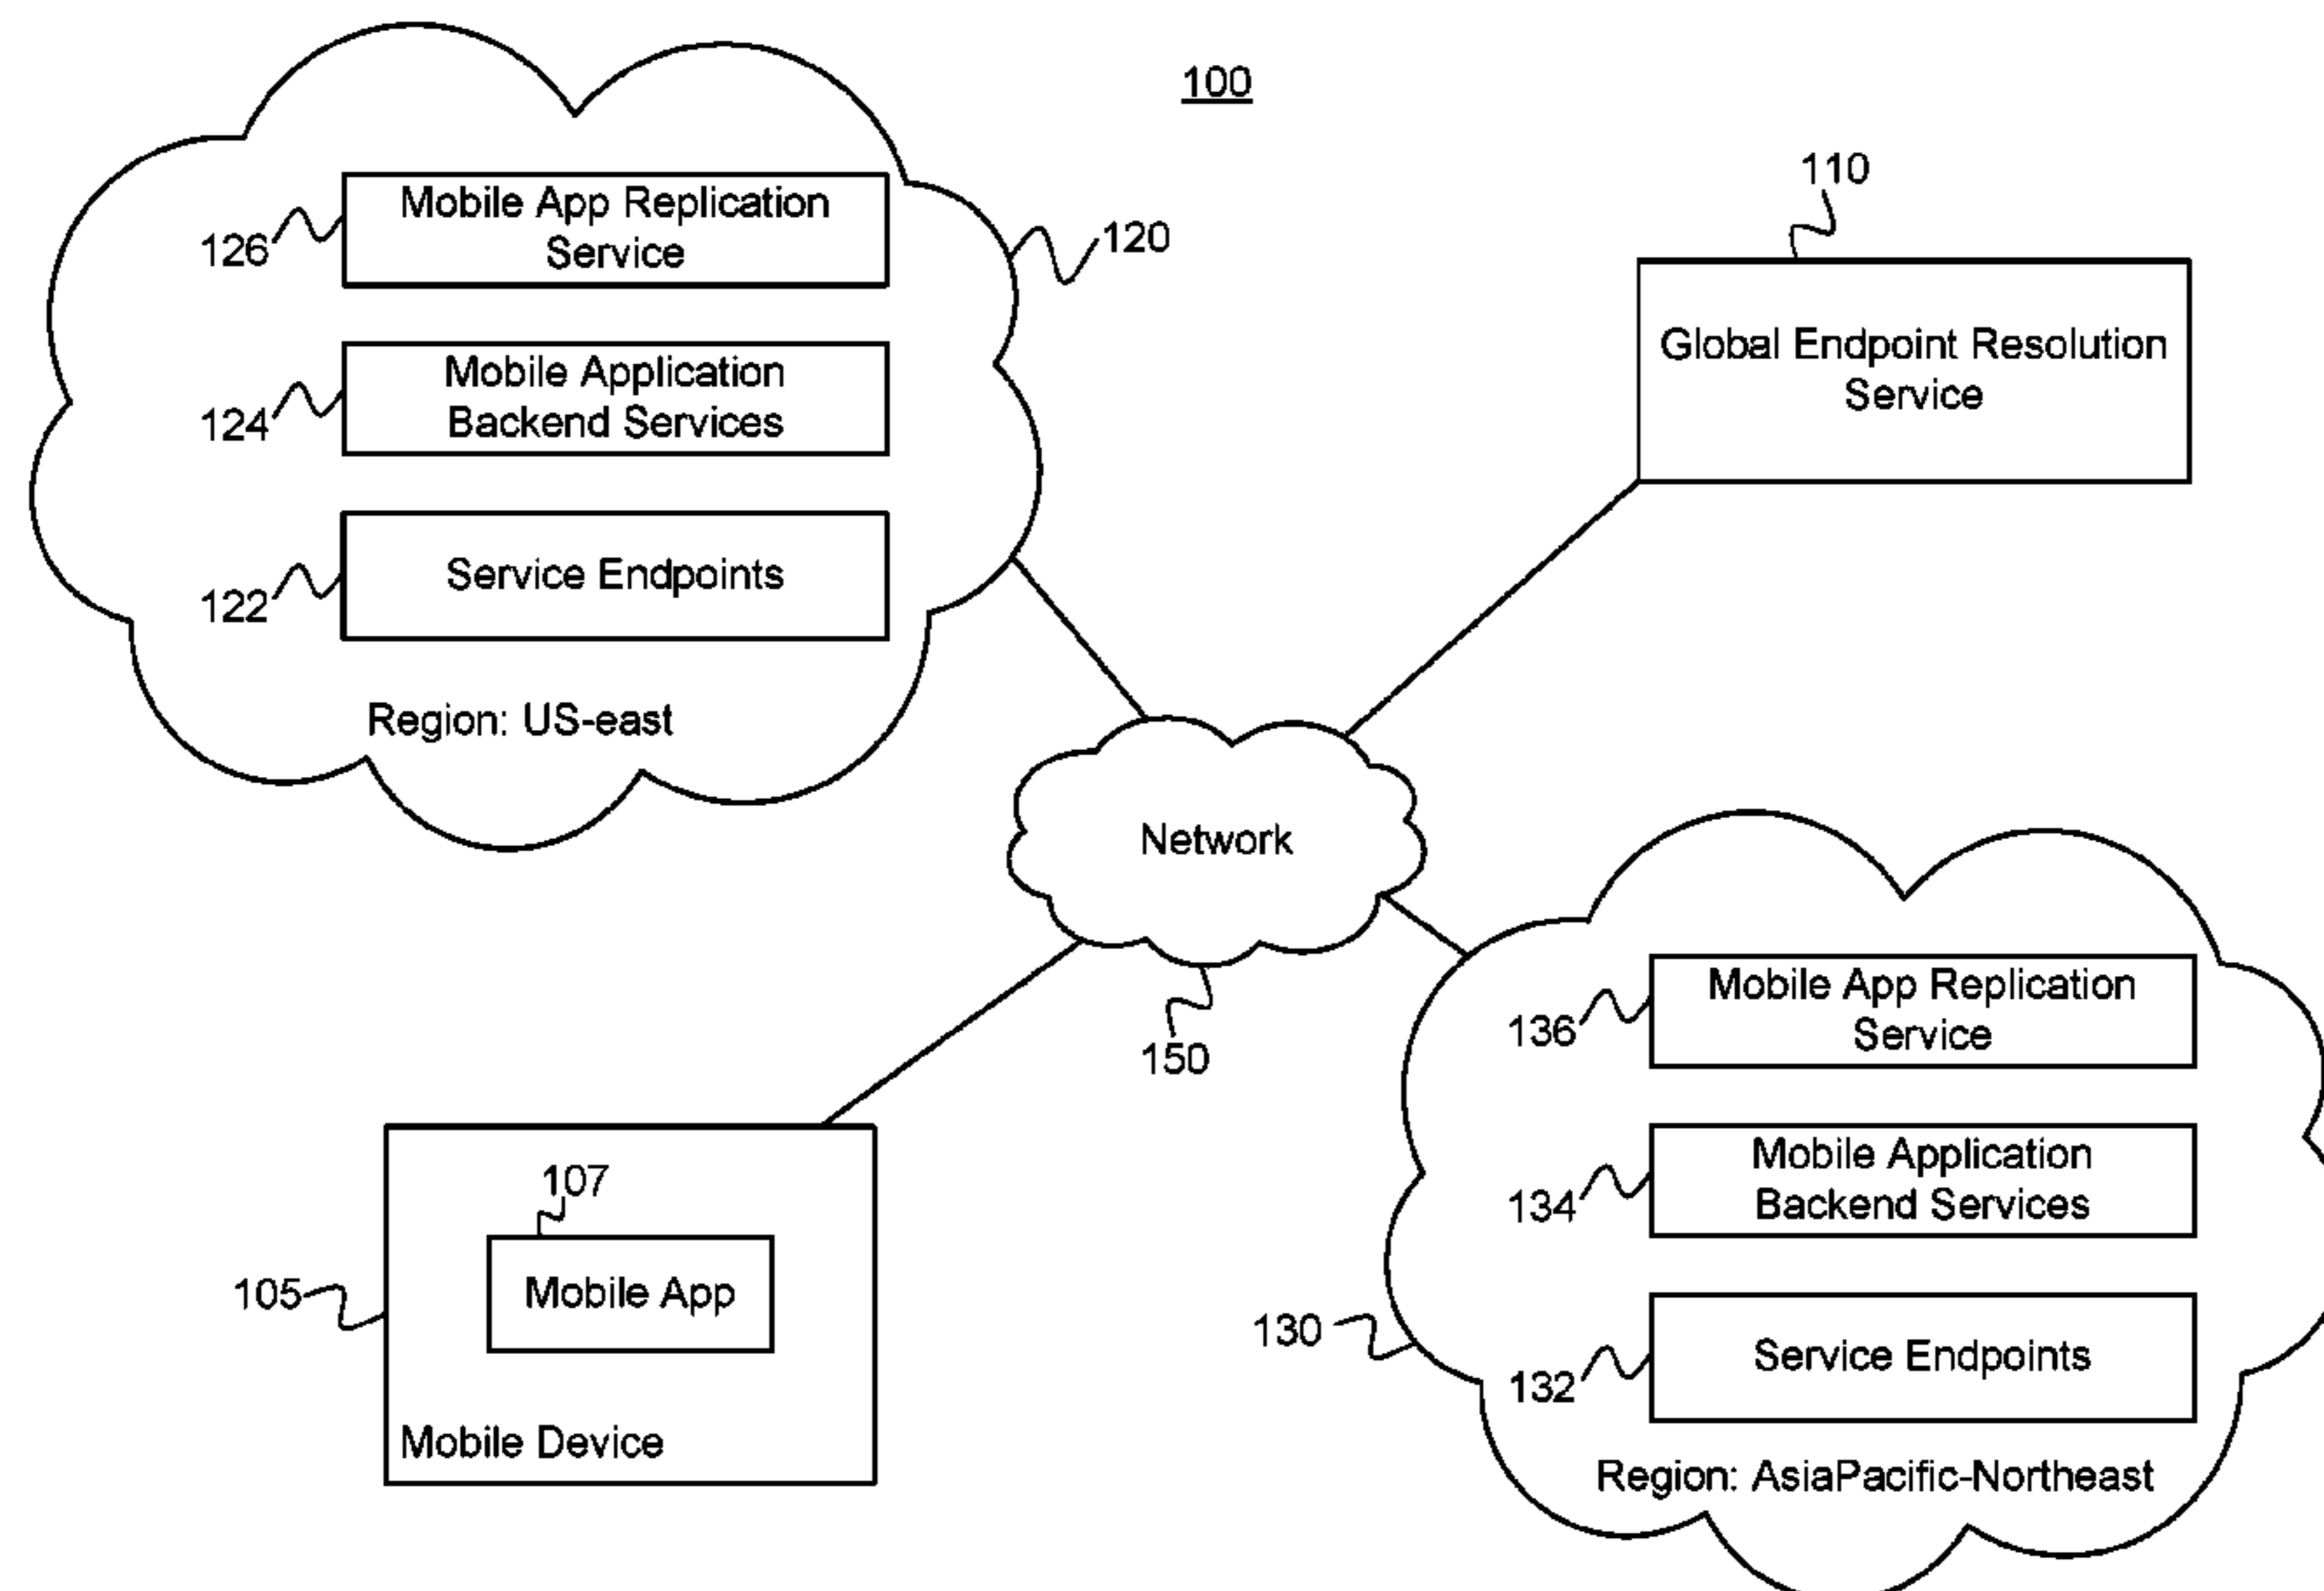 100
Mobile App Replication
Service
126
120
Mobile Application
Backend Services
124
Service Endpoints
122
Region: US-east
110
Global Endpoint Resolution
Service
Network
150
107
Mobile App
105
Mobile Device
Mobile App Replication
Service
136
Mobile Application
Backend Services
134
130
Service Endpoints
132
Region: AsiaPacific-Northeast